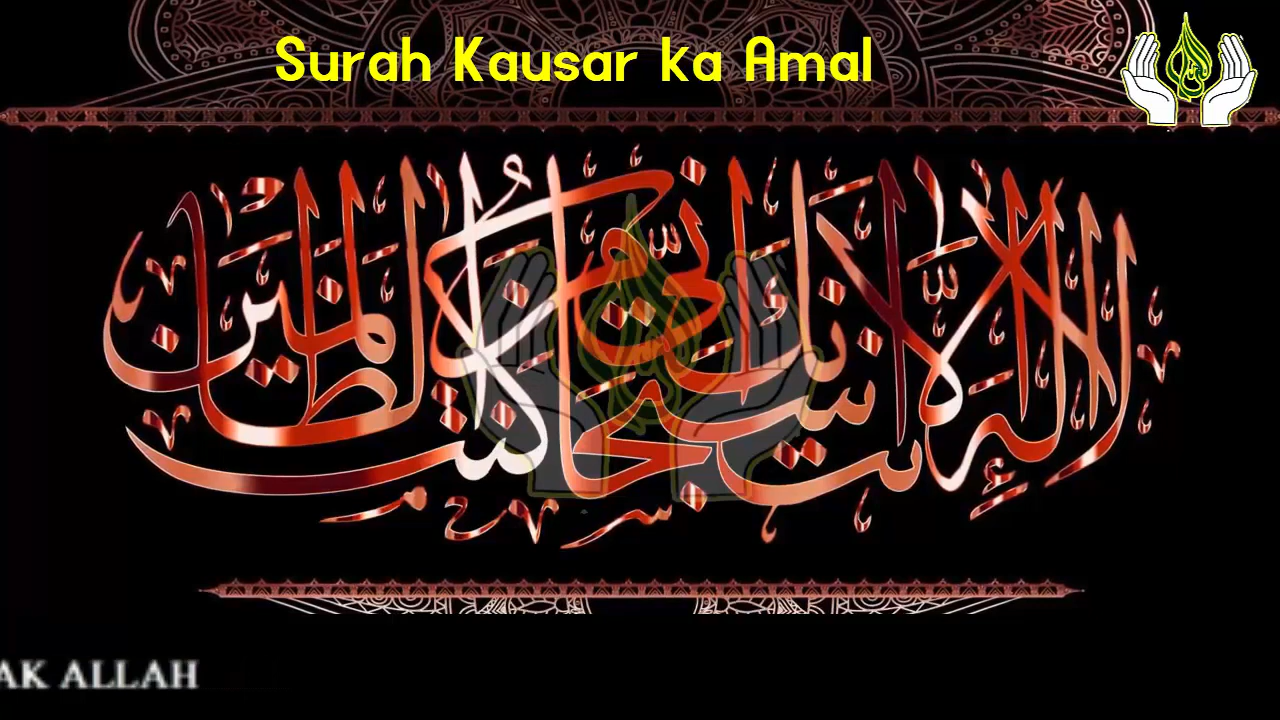 Surah Kausar ka Amal
لا إله إلا أنت سبحانك إني كنت من الظالمين
AK ALLAH